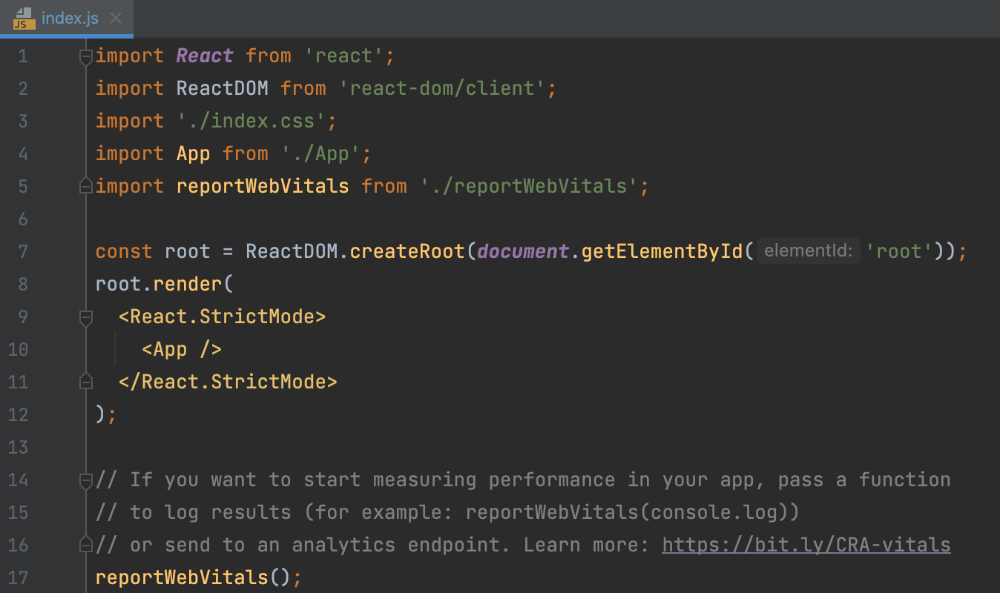 JS index.js
1 import React from 'react';
2 import ReactDOM from 'react-dom/client';
3 import './index.css';
4 import App from './App';
5 import reportWebVitals from './reportWebVitals';
6
7 const root = ReactDOM.createRoot(document.getElementById( elementId: 'root'));
8 root.render(
9   <React.StrictMode>
10     <App />
11   </React.StrictMode>
12 );
13
14 // If you want to start measuring performance in your app, pass a function
15 // to log results (for example: reportWebVitals(console.log))
16 // or send to an analytics endpoint. Learn more: https://bit.ly/CRA-vitals
17 reportWebVitals();